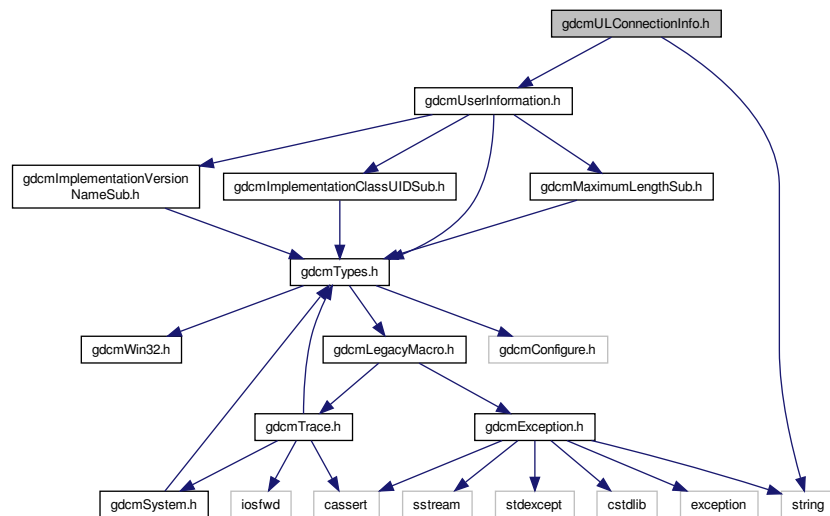 gdcmULConnectionInfo.h
gdcmUserInformation.h
gdcmImplementationVersion
NameSub.h
gdcmImplementationClassUIDSub.h
gdcmMaximumLengthSub.h
gdcmTypes.h
gdcmWin32.h
gdcmLegacyMacro.h
gdcmConfigure.h
gdcmTrace.h
gdcmException.h
gdcmSystem.h
iosfwd
cassert
sstream
stdexcept
cstdlib
exception
string